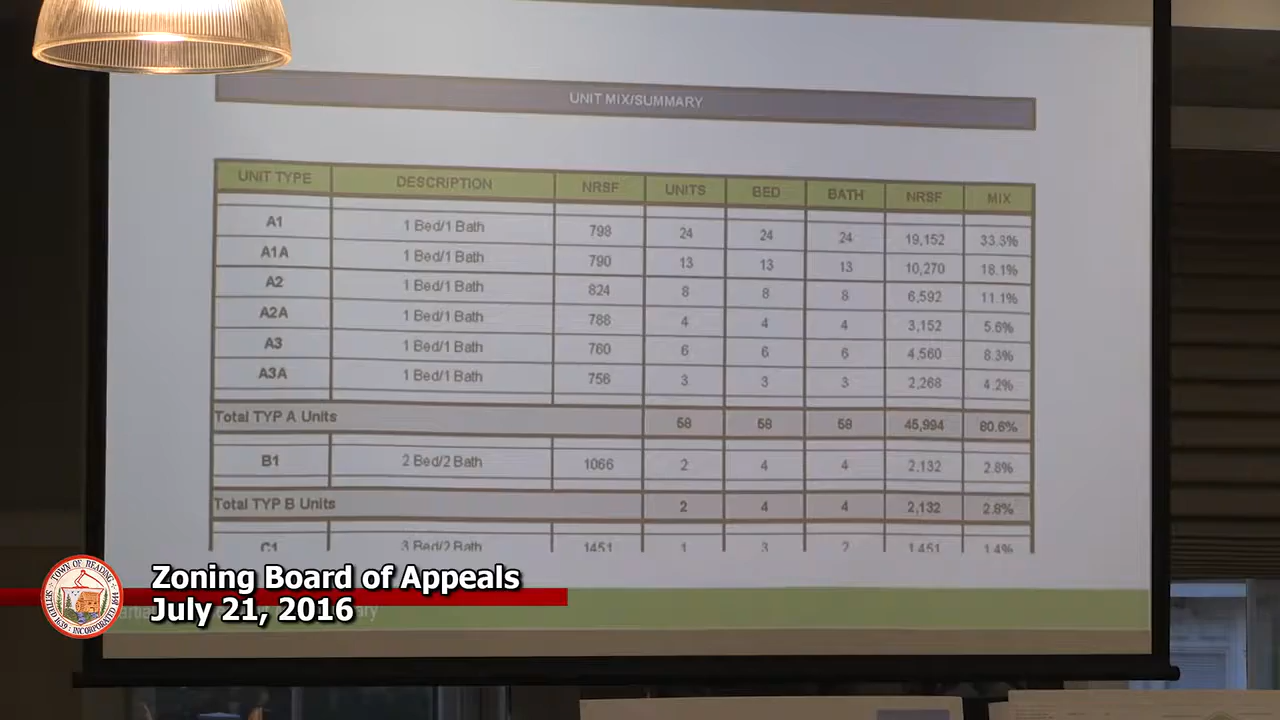 UNIT MIX/SUMMARY
UNIT TYPE DESCRIPTION NRSF UNITS BED BATH NRSF MIX
A1 1 Bed/1 Bath 798 24 24 24 19,152 33.3%
A1A 1 Bed/1 Bath 790 13 13 13 10,270 18.1%
A2 1 Bed/1 Bath 824 8 8 8 6,592 11.1%
A2A 1 Bed/1 Bath 788 4 4 4 3,152 5.6%
A3 1 Bed/1 Bath 760 6 6 6 4,560 8.3%
A3A 1 Bed/1 Bath 756 3 3 3 2,268 4.2%
Total TYP A Units 58 58 58 45,994 80.6%
B1 2 Bed/2 Bath 1066 2 4 4 2,132 2.8%
Total TYP B Units 2 4 4 2,132 2.8%
C1 3 Bed/2 Bath 1451 1 3 2 1,451 1.4%
TOWN OF READING
SETTLED 1639 INCORPORATED 1644
Zoning Board of Appeals
July 21, 2016